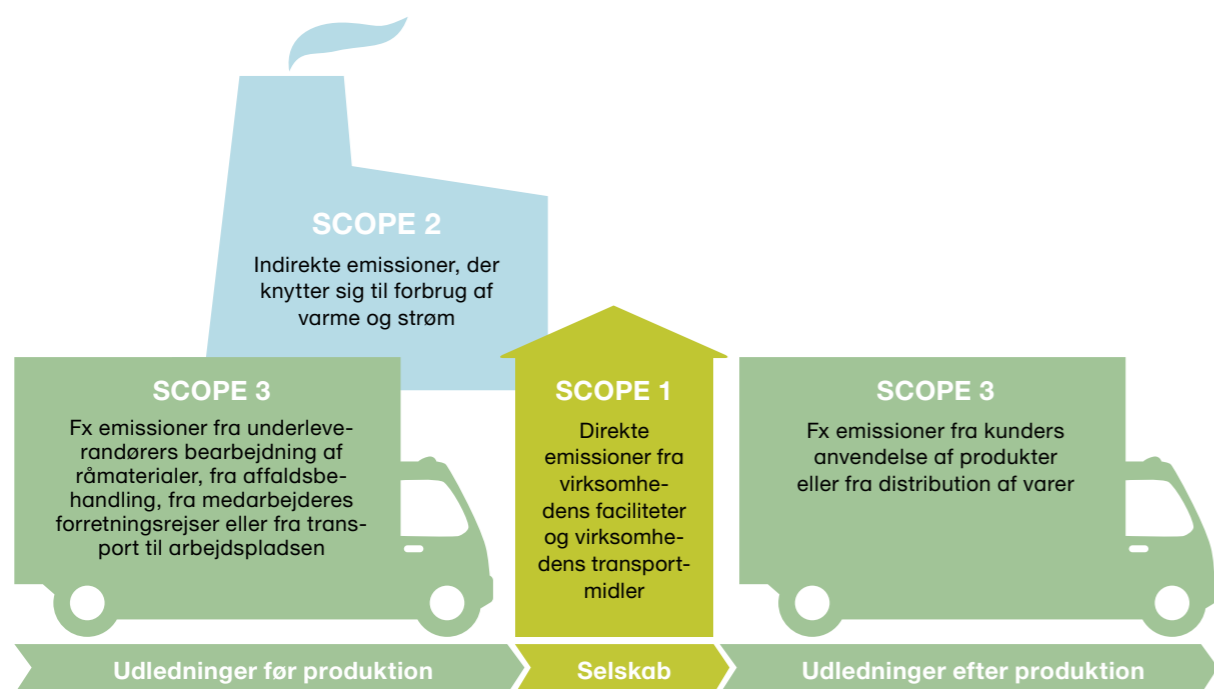 SCOPE 2
Indirekte emissioner, der
knytter sig til forbrug af
varme og strøm
SCOPE 3
Fx emissioner fra underleve-
randørers bearbejdning af
råmaterialer, fra affaldsbe-
handling, fra medarbejderes
forretningsrejser eller fra trans-
port til arbejdspladsen
SCOPE 1
Direkte
emissioner fra
virksomhe-
dens faciliteter
og virksomhe-
dens transport-
midler
SCOPE 3
Fx emissioner fra kunders
anvendelse af produkter
eller fra distribution af varer
Udledninger før produktion
Selskab
Udledninger efter produktion